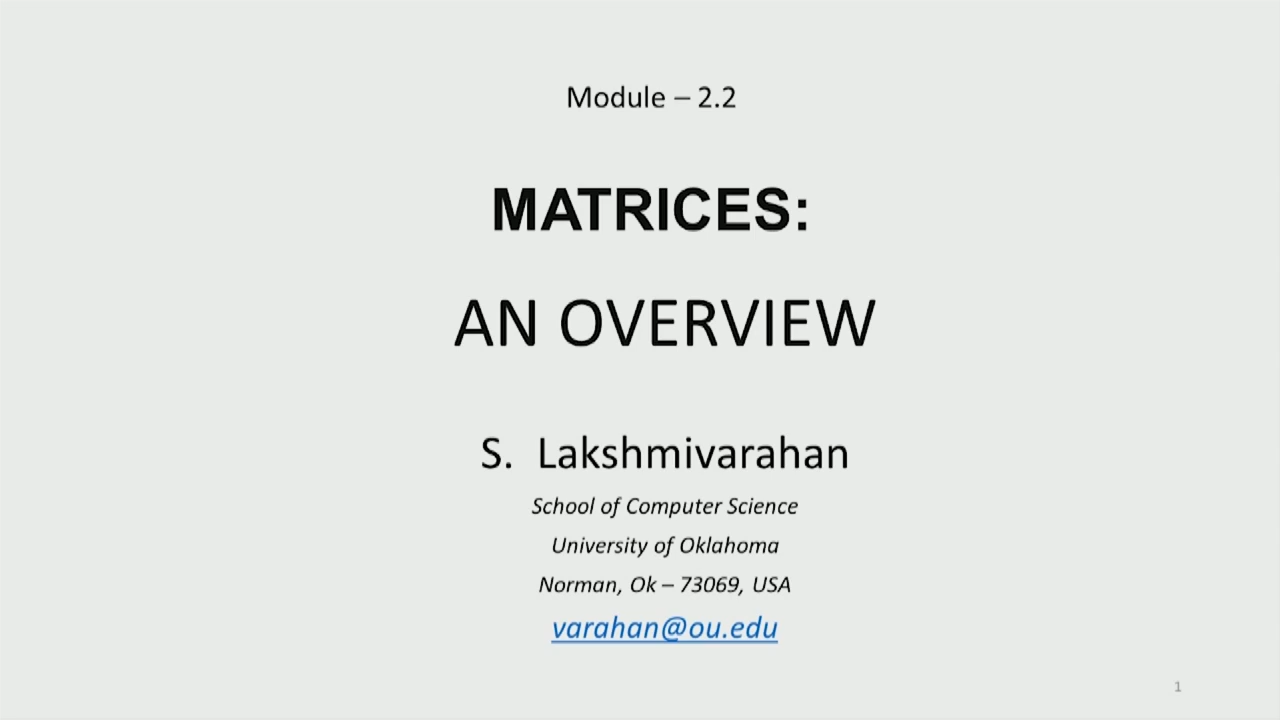 Module – 2.2
MATRICES:
AN OVERVIEW
S. Lakshmivarahan
School of Computer Science
University of Oklahoma
Norman, Ok – 73069, USA
varahan@ou.edu
1